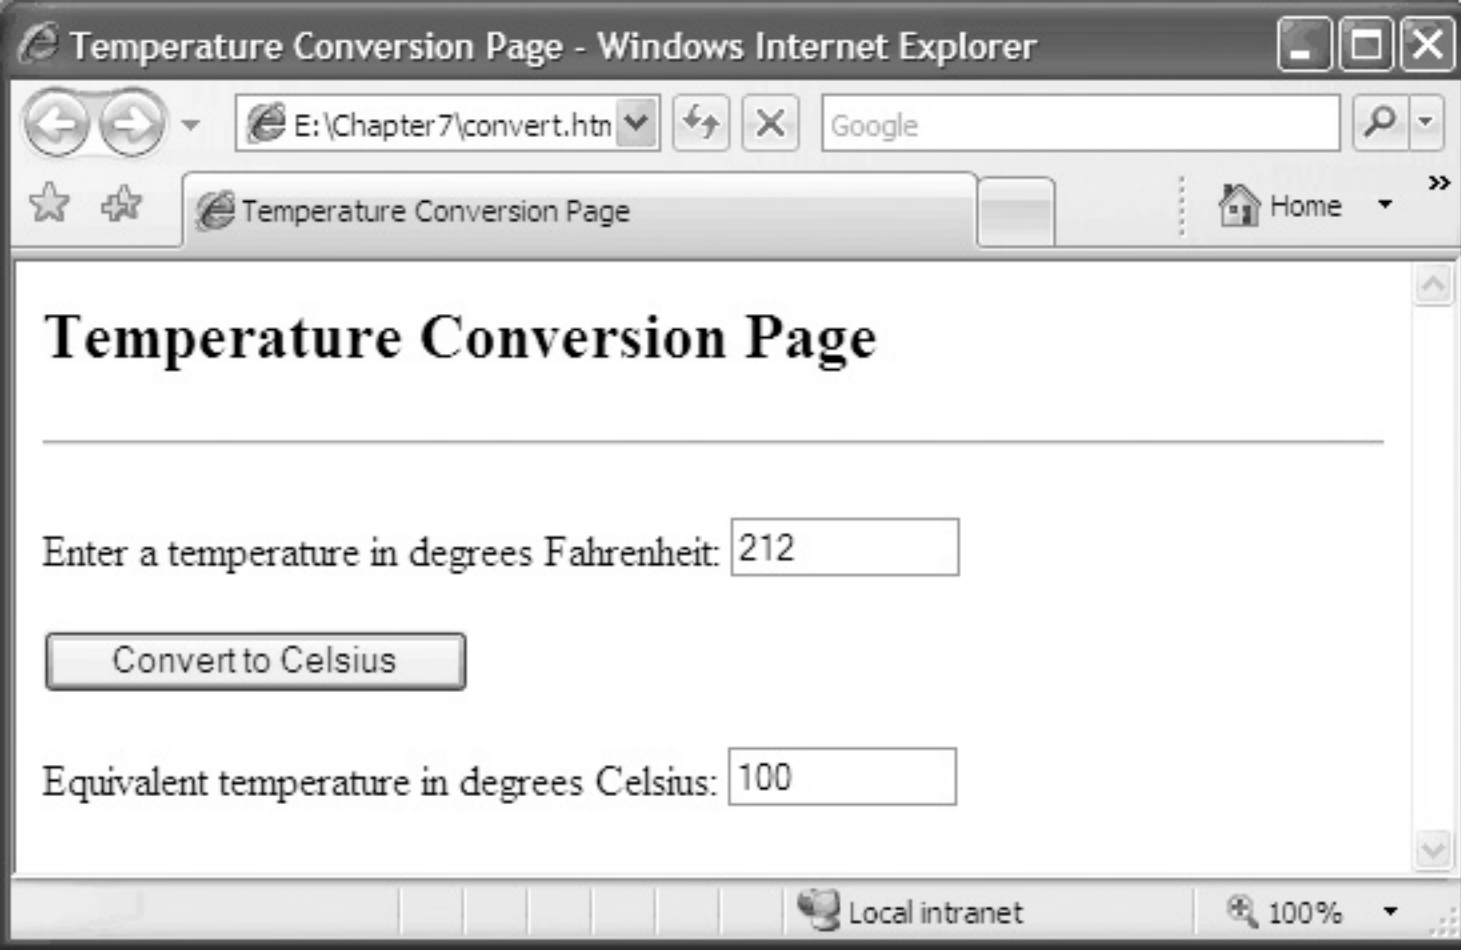 Temperature Conversion Page - Windows Internet Explorer
E:\Chapter7\convert.htn
Google
Temperature Conversion Page
Home
Temperature Conversion Page
Enter a temperature in degrees Fahrenheit: 212
Convert to Celsius
Equivalent temperature in degrees Celsius: 100
Local intranet
100%